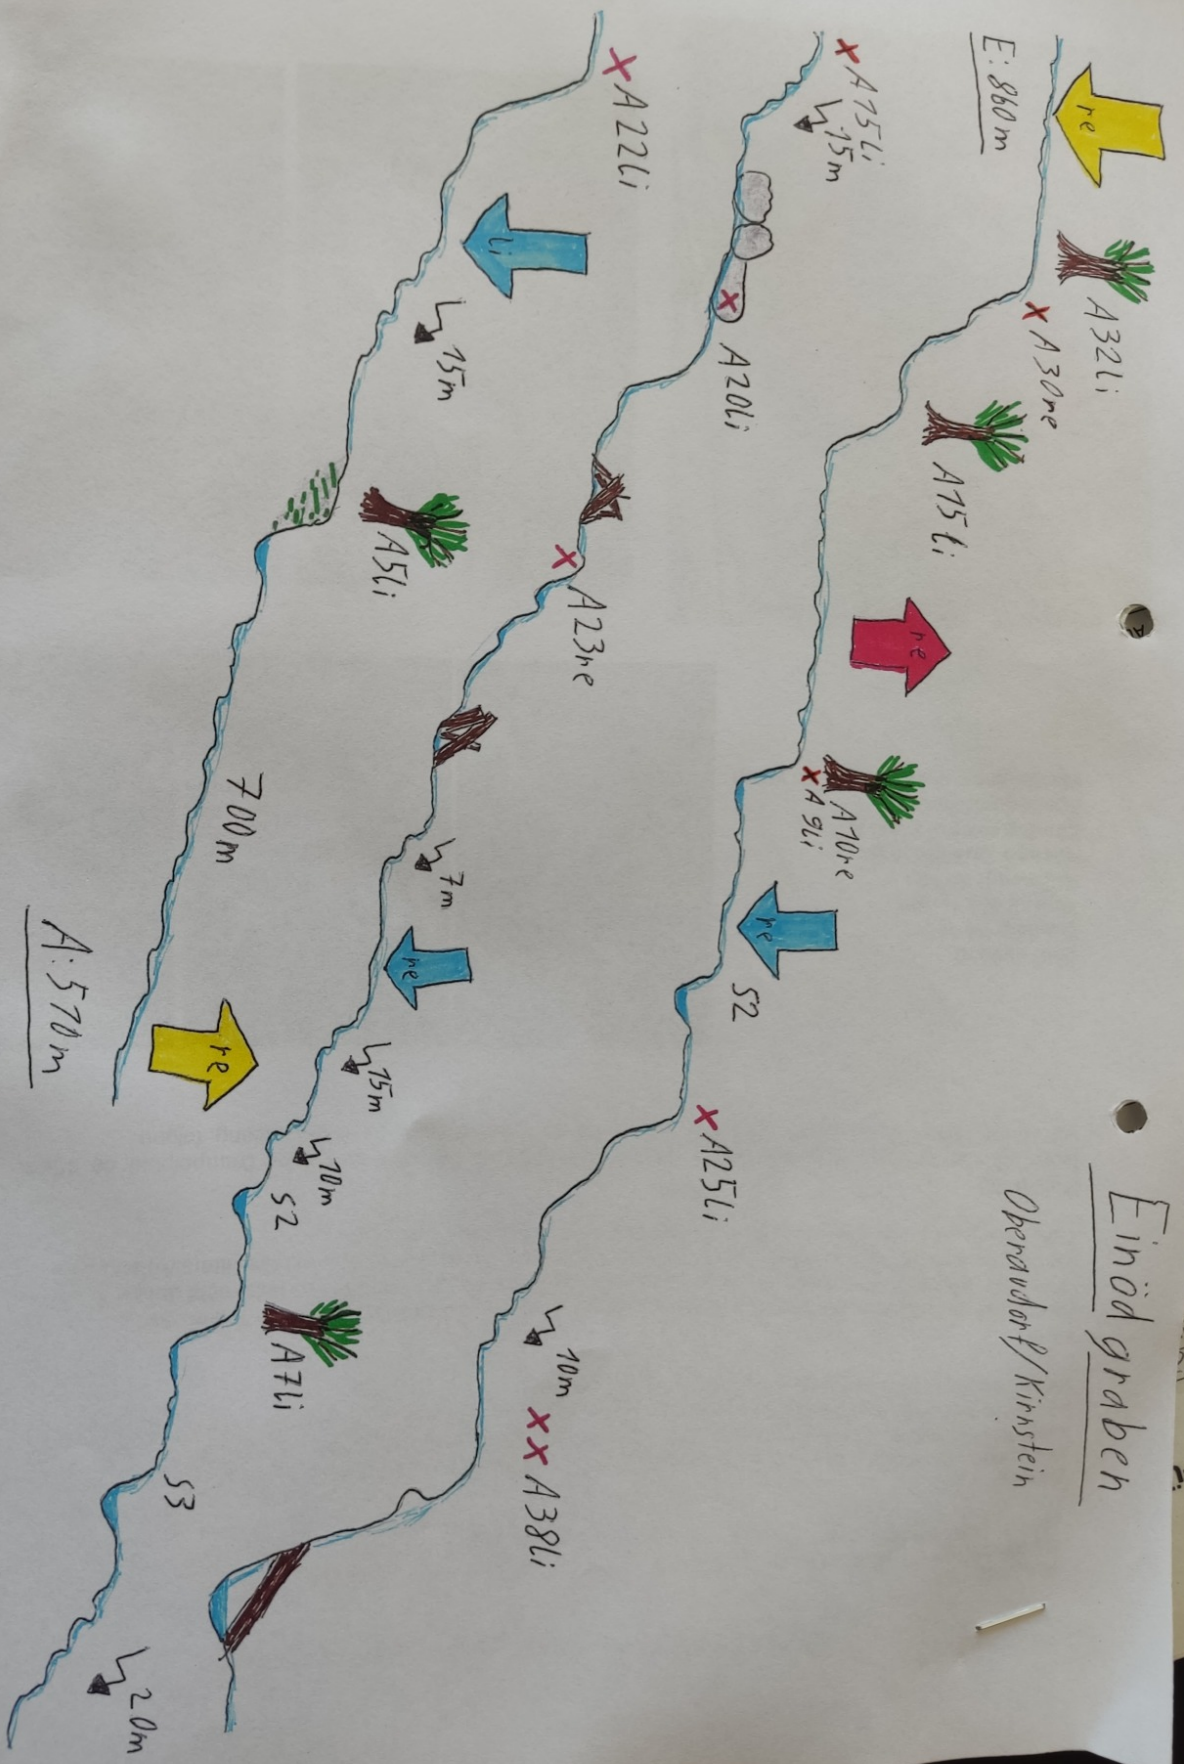 Einödgraben
Oberaudorf/Kirnstein
E: 860m
re
A32li
A30re
A15li
re
A10re
A9li
re
S2
A25li
10m
A38li
A15li
15m
A20li
A23re
7m
re
15m
10m
S2
A7li
S3
20m
A22li
li
15m
A5li
700m
re
A: 510m